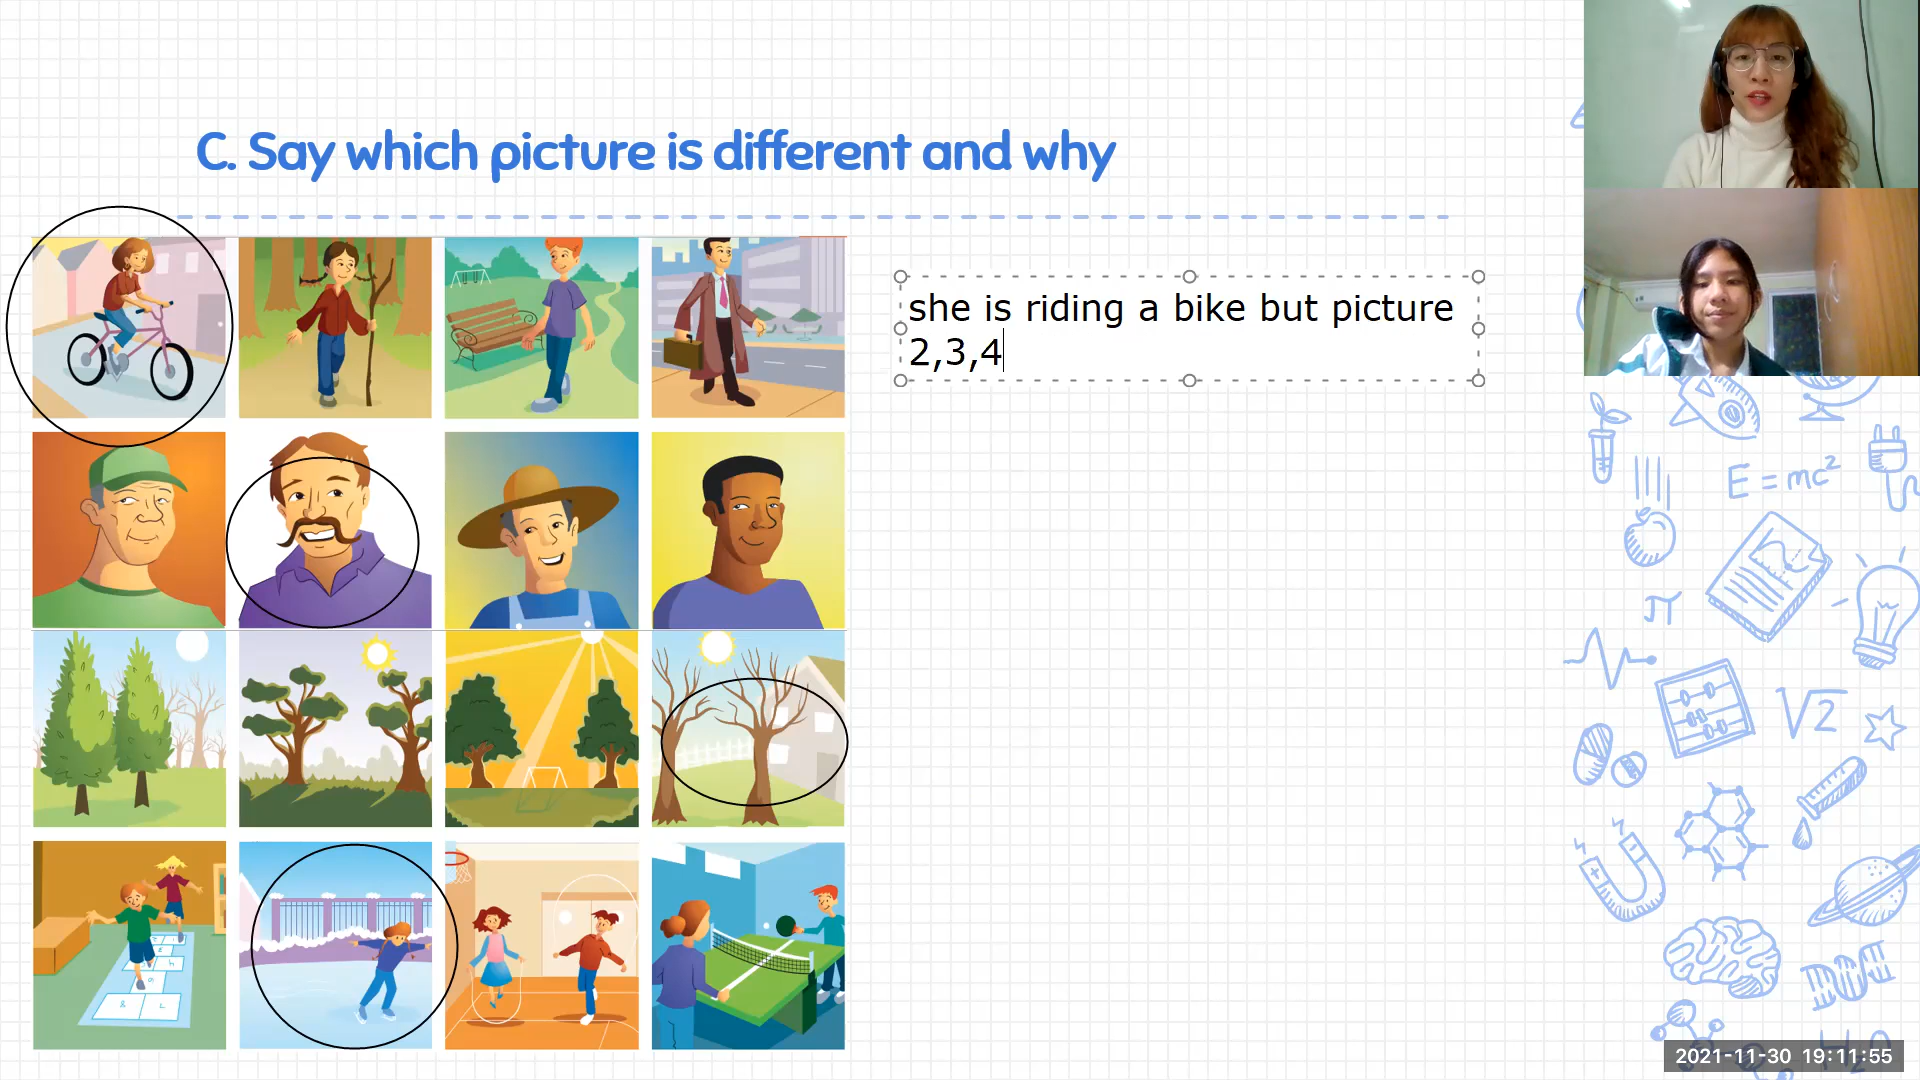 C. Say which picture is different and why
she is riding a bike but picture
2,3,4
E = mc²
π
√2
H₂O
2021-11-30 19:11:55